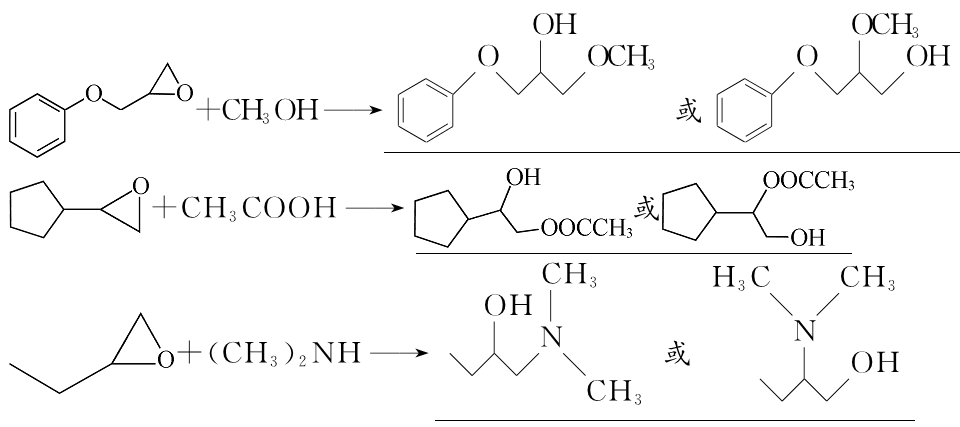 O O +CH₃OH → O OH OCH₃ 或 O OCH₃ OH
O +CH₃COOH → OH OOCCH₃ 或 OOCCH₃ OH
O +(CH₃)₂NH → OH N CH₃ CH₃ 或 H₃C CH₃ N OH